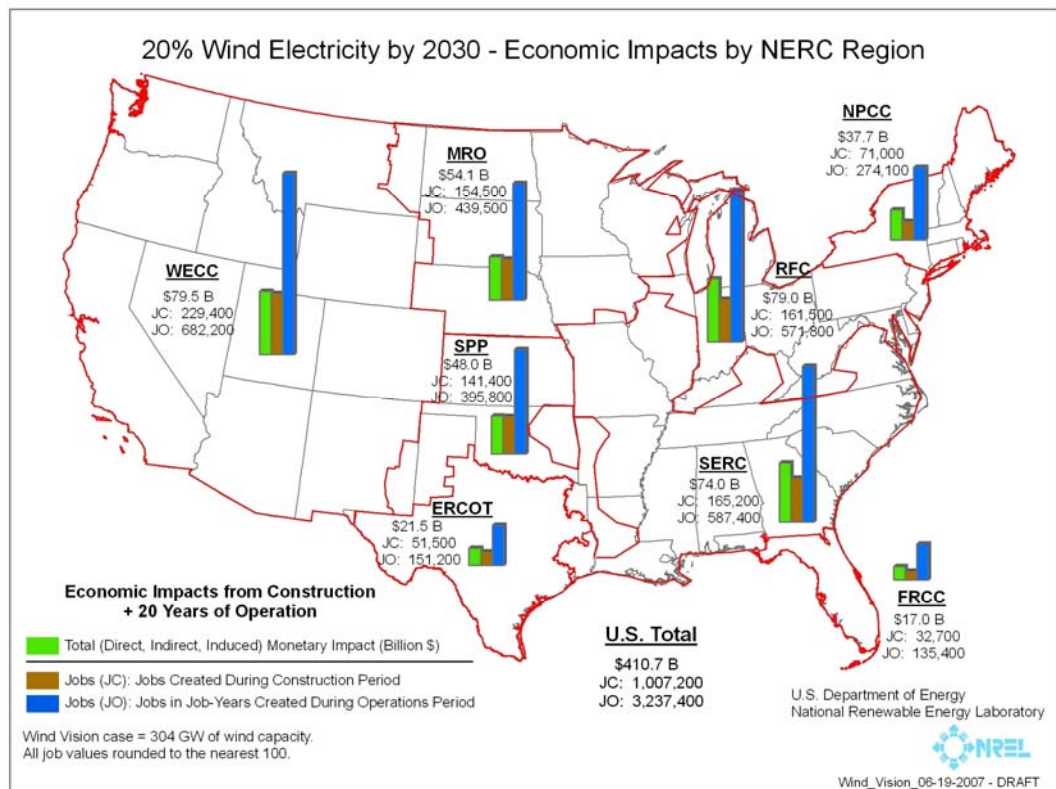 20% Wind Electricity by 2030 - Economic Impacts by NERC Region
NPCC
$37.7 B
JC: 71,000
JO: 274,100
MRO
$54.1 B
JC: 154,500
JO: 439,500
WECC
$79.5 B
JC: 229,400
JO: 682,200
RFC
$79.0 B
JC: 161,500
JO: 571,800
SPP
$48.0 B
JC: 141,400
JO: 395,800
SERC
$74.0 B
JC: 165,200
JO: 587,400
ERCOT
$21.5 B
JC: 51,500
JO: 151,200
FRCC
$17.0 B
JC: 32,700
JO: 135,400
Economic Impacts from Construction
+ 20 Years of Operation
Total (Direct, Indirect, Induced) Monetary Impact (Billion $)
Jobs (JC): Jobs Created During Construction Period
Jobs (JO): Jobs in Job-Years Created During Operations Period
Wind Vision case = 304 GW of wind capacity.
All job values rounded to the nearest 100.
U.S. Total
$410.7 B
JC: 1,007,200
JO: 3,237,400
U.S. Department of Energy
National Renewable Energy Laboratory
NREL
Wind_Vision_06-19-2007 - DRAFT